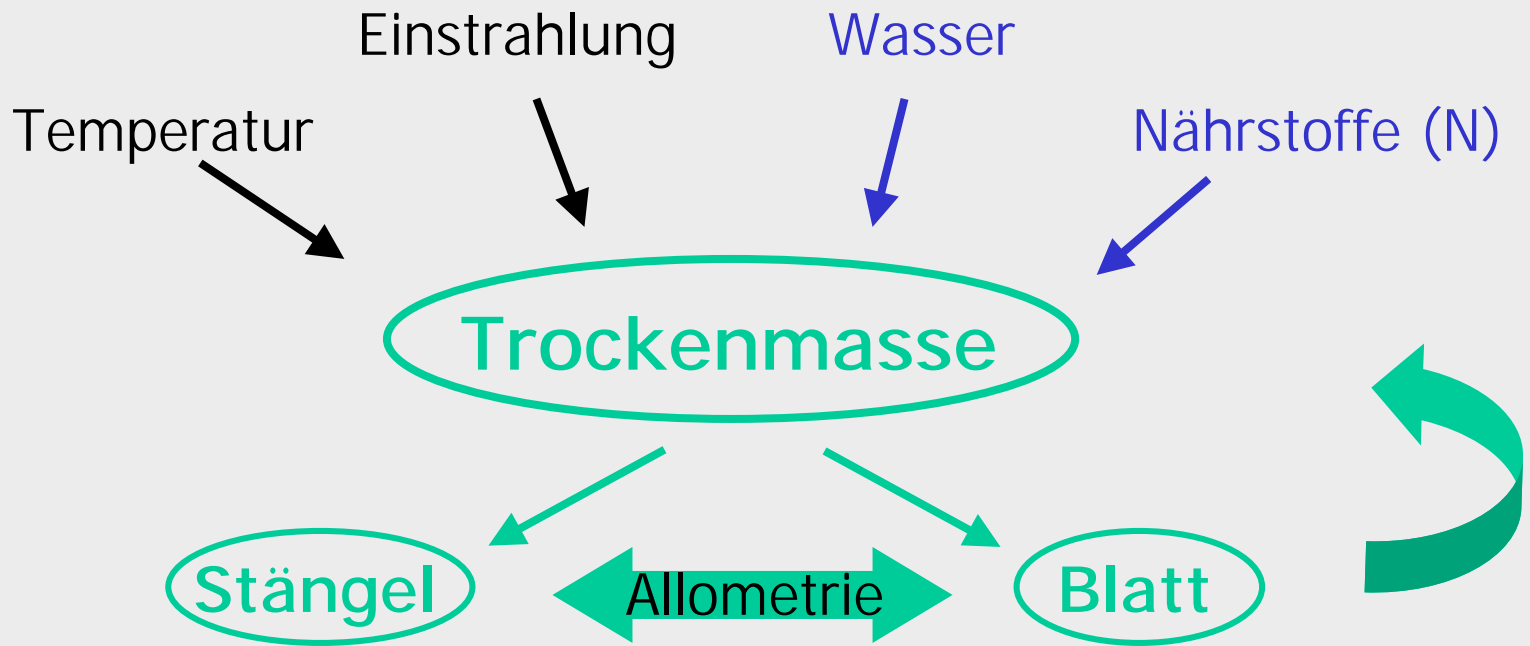 Einstrahlung
Wasser
Temperatur
Nährstoffe (N)
Trockenmasse
Stängel
Allometrie
Blatt